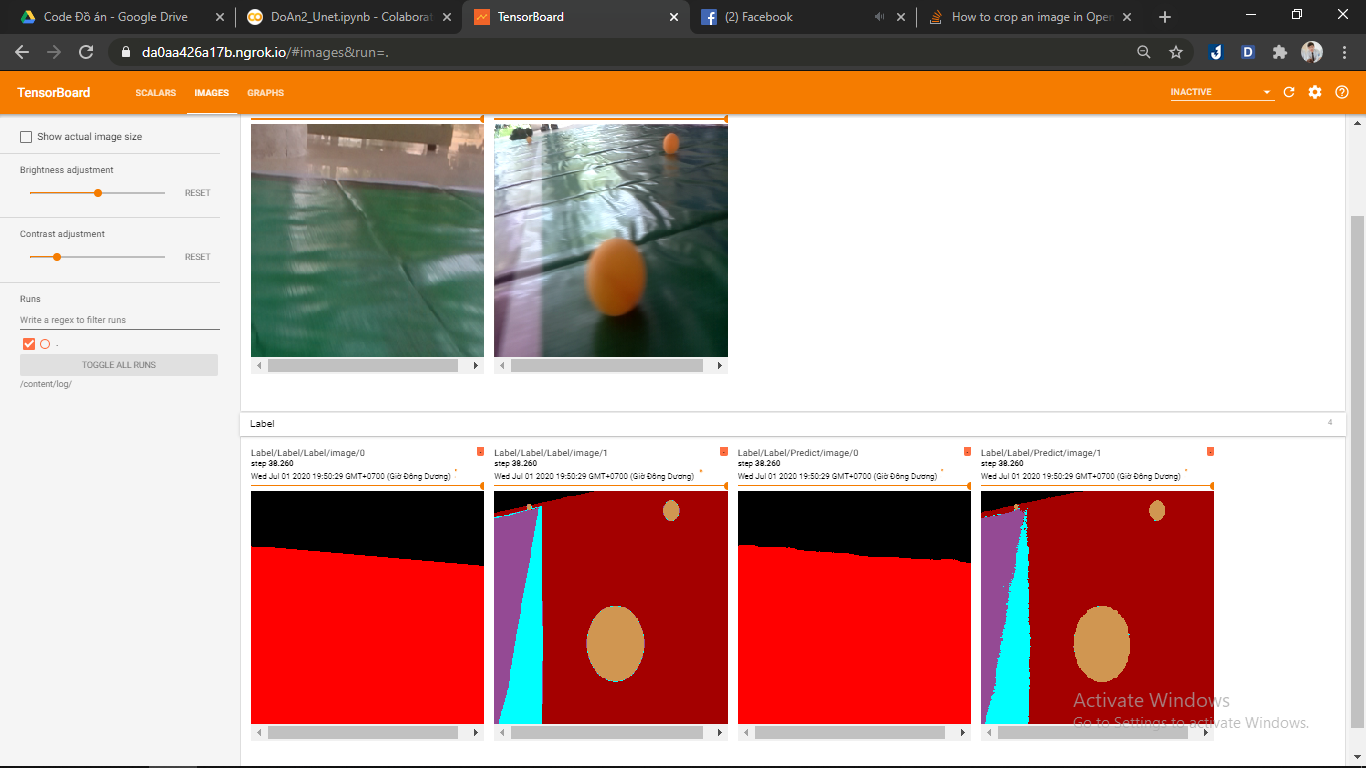 Code Đồ án - Google Drive
DoAn2_Unet.ipynb - Colaborat
TensorBoard
(2) Facebook
How to crop an image in Open
da0aa426a17b.ngrok.io/#images&run=.
TensorBoard
SCALARS
IMAGES
GRAPHS
INACTIVE
Show actual image size
Brightness adjustment
RESET
Contrast adjustment
RESET
Runs
Write a regex to filter runs
.
TOGGLE ALL RUNS
/content/log/
Label
4
Label/Label/Label/image/0
step 38.260
Wed Jul 01 2020 19:50:29 GMT+0700 (Giờ Đông Dương)
Label/Label/Label/image/1
step 38.260
Wed Jul 01 2020 19:50:29 GMT+0700 (Giờ Đông Dương)
Label/Label/Predict/image/0
step 38.260
Wed Jul 01 2020 19:50:29 GMT+0700 (Giờ Đông Dương)
Label/Label/Predict/image/1
step 38.260
Wed Jul 01 2020 19:50:29 GMT+0700 (Giờ Đông Dương)
Activate Windows
Go to Settings to activate Windows.